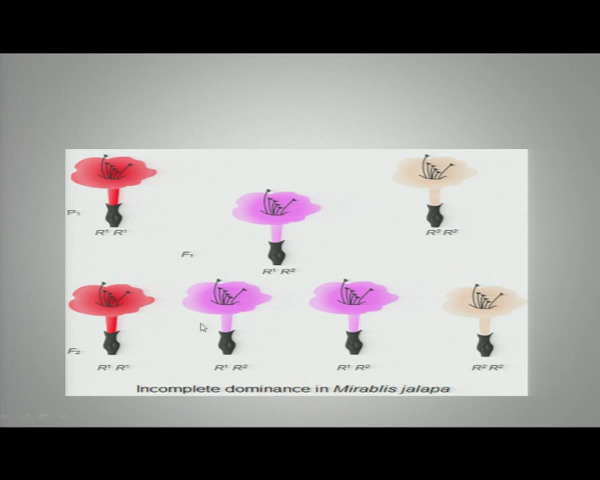 P₁
R¹ R¹
R² R²
F₁
R¹ R²
F₂
R¹ R¹
R¹ R²
R¹ R²
R² R²
Incomplete dominance in Mirablis jalapa